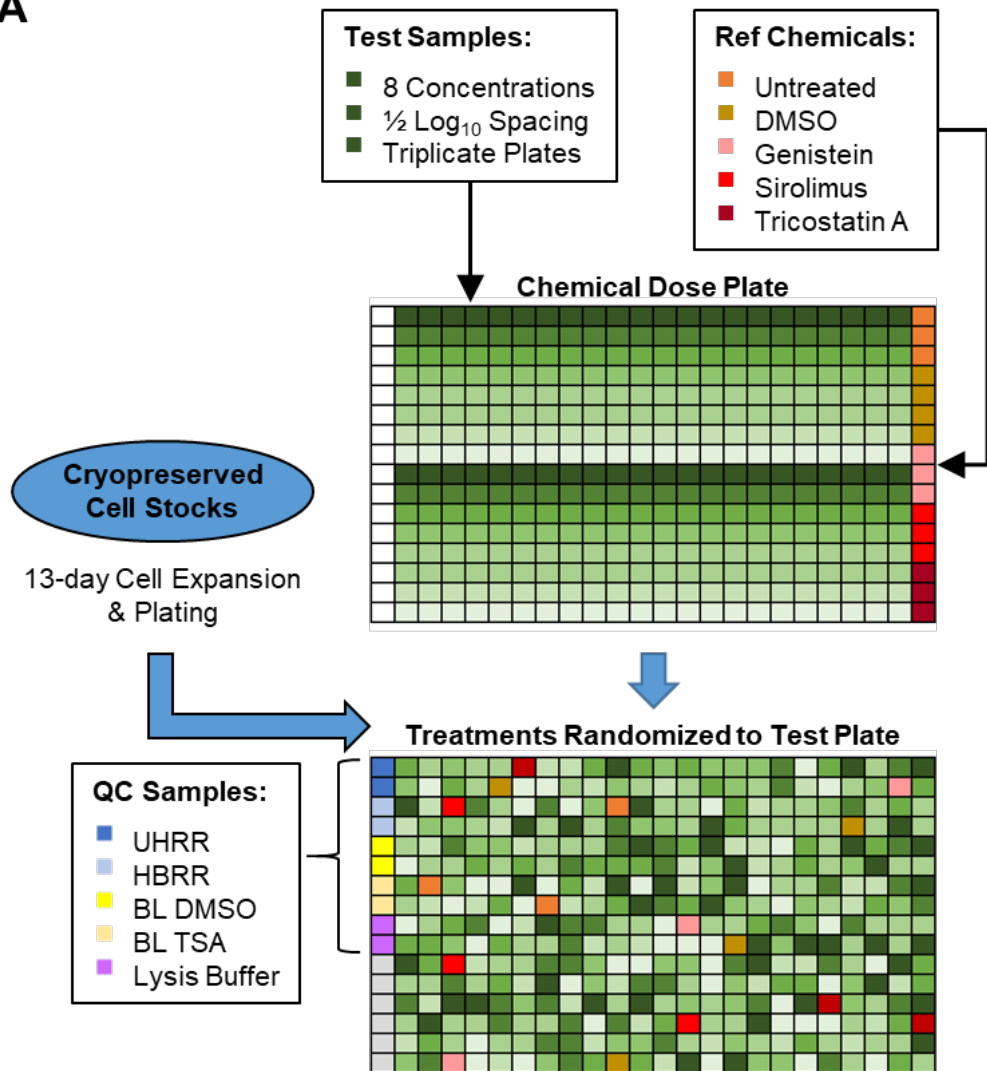 A
Test Samples:
8 Concentrations
½ Log₁₀ Spacing
Triplicate Plates
Ref Chemicals:
Untreated
DMSO
Genistein
Sirolimus
Tricostatin A
Chemical Dose Plate
Cryopreserved
Cell Stocks
13-day Cell Expansion
& Plating
Treatments Randomized to Test Plate
QC Samples:
UHRR
HBRR
BL DMSO
BL TSA
Lysis Buffer